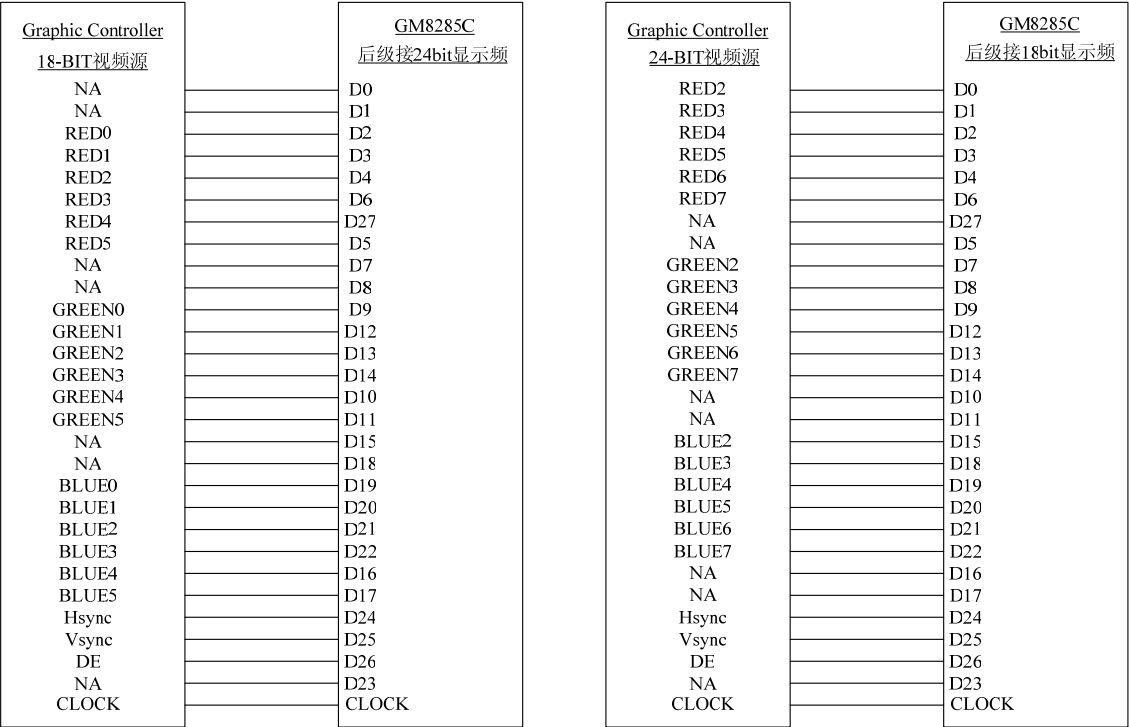 Graphic Controller
18-BIT视频源
NA
NA
RED0
RED1
RED2
RED3
RED4
RED5
NA
NA
GREEN0
GREEN1
GREEN2
GREEN3
GREEN4
GREEN5
NA
NA
BLUE0
BLUE1
BLUE2
BLUE3
BLUE4
BLUE5
Hsync
Vsync
DE
NA
CLOCK
GM8285C
后级接24bit显示频
D0
D1
D2
D3
D4
D6
D27
D5
D7
D8
D9
D12
D13
D14
D10
D11
D15
D18
D19
D20
D21
D22
D16
D17
D24
D25
D26
D23
CLOCK
Graphic Controller
24-BIT视频源
RED2
RED3
RED4
RED5
RED6
RED7
NA
NA
GREEN2
GREEN3
GREEN4
GREEN5
GREEN6
GREEN7
NA
NA
BLUE2
BLUE3
BLUE4
BLUE5
BLUE6
BLUE7
NA
NA
Hsync
Vsync
DE
NA
CLOCK
GM8285C
后级接18bit显示频
D0
D1
D2
D3
D4
D6
D27
D5
D7
D8
D9
D12
D13
D14
D10
D11
D15
D18
D19
D20
D21
D22
D16
D17
D24
D25
D26
D23
CLOCK